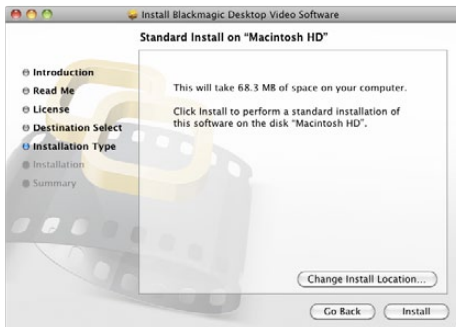 Install Blackmagic Desktop Video Software
Standard Install on “Macintosh HD”
Introduction
Read Me
License
Destination Select
Installation Type
Installation
Summary
This will take 68.3 MB of space on your computer.
Click Install to perform a standard installation of
this software on the disk “Macintosh HD”.
Change Install Location...
Go Back
Install